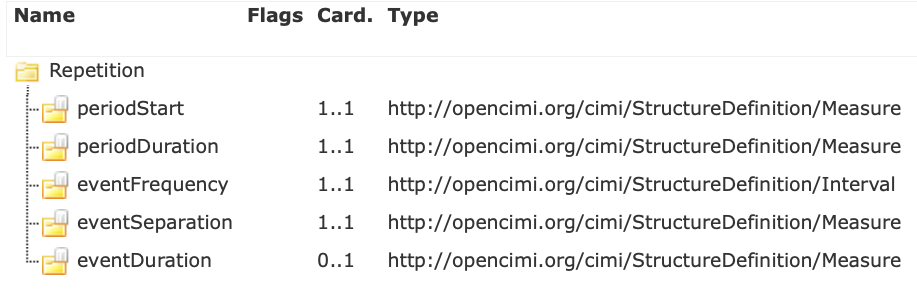 Name Flags Card. Type
Repetition
periodStart 1..1 http://opencimi.org/cimi/StructureDefinition/Measure
periodDuration 1..1 http://opencimi.org/cimi/StructureDefinition/Measure
eventFrequency 1..1 http://opencimi.org/cimi/StructureDefinition/Interval
eventSeparation 1..1 http://opencimi.org/cimi/StructureDefinition/Measure
eventDuration 0..1 http://opencimi.org/cimi/StructureDefinition/Measure